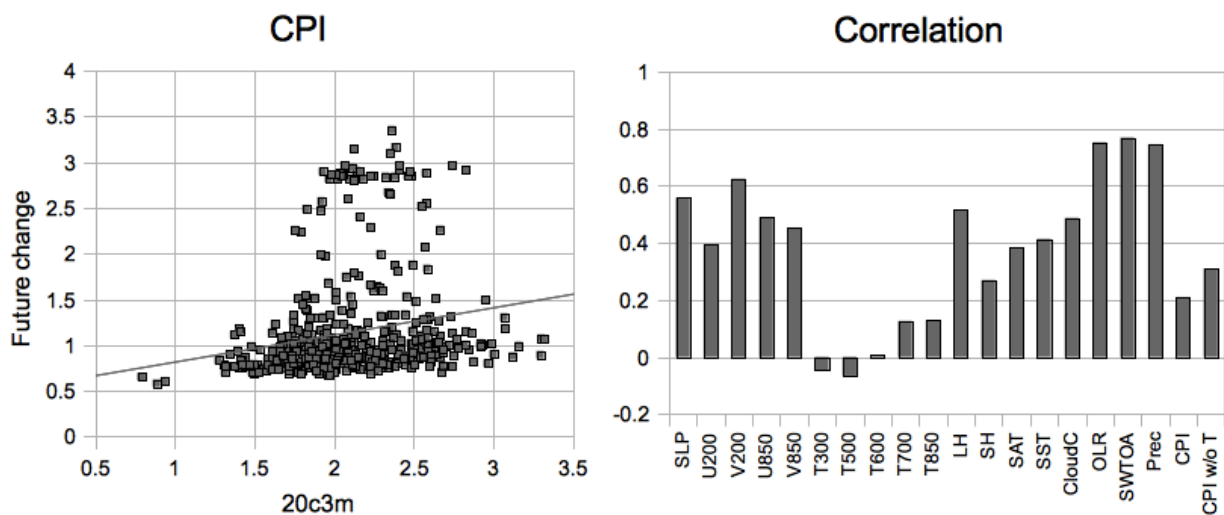 CPI
4
3.5
3
2.5
2
1.5
1
0.5
0
0.5
1
1.5
2
2.5
3
3.5
Future change
20c3m
Correlation
1
0.8
0.6
0.4
0.2
0
-0.2
SLP
U200
V200
U850
V850
T300
T500
T600
T700
T850
LH
SH
SAT
SST
CloudC
OLR
SWTOA
Prec
CPI
CPI w/o T